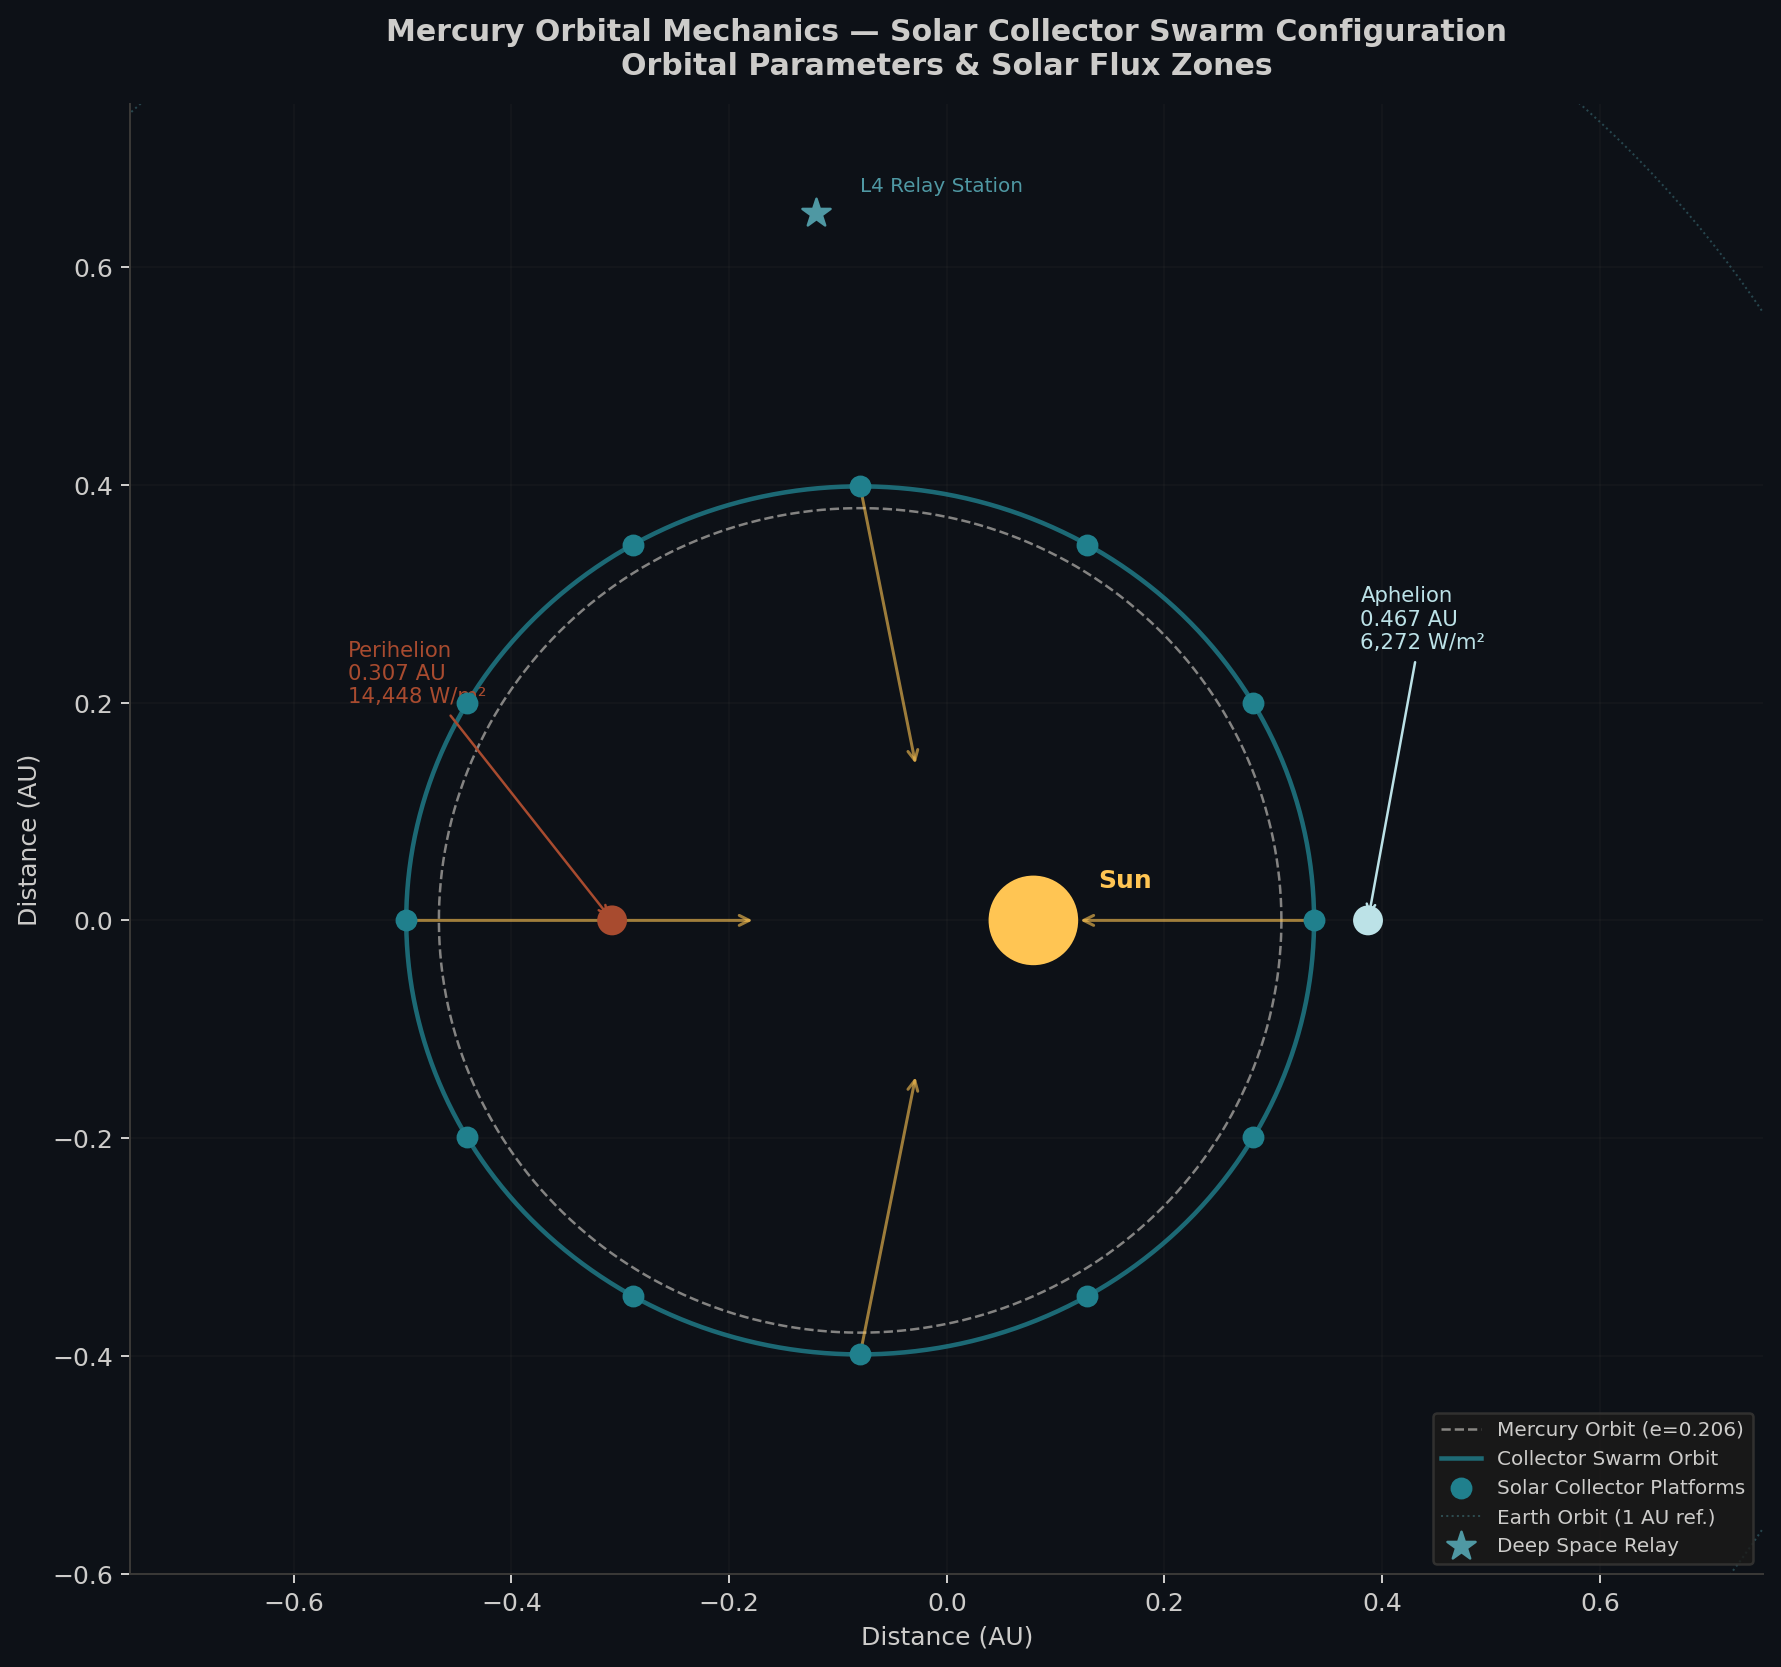 Mercury Orbital Mechanics — Solar Collector Swarm Configuration
Orbital Parameters & Solar Flux Zones
L4 Relay Station
Aphelion
0.467 AU
6,272 W/m²
Perihelion
0.307 AU
14,448 W/m²
Sun
0.6
0.4
0.2
0.0
−0.2
−0.4
−0.6
Distance (AU)
−0.6
−0.4
−0.2
0.0
0.2
0.4
0.6
Distance (AU)
Mercury Orbit (e=0.206)
Collector Swarm Orbit
Solar Collector Platforms
Earth Orbit (1 AU ref.)
Deep Space Relay